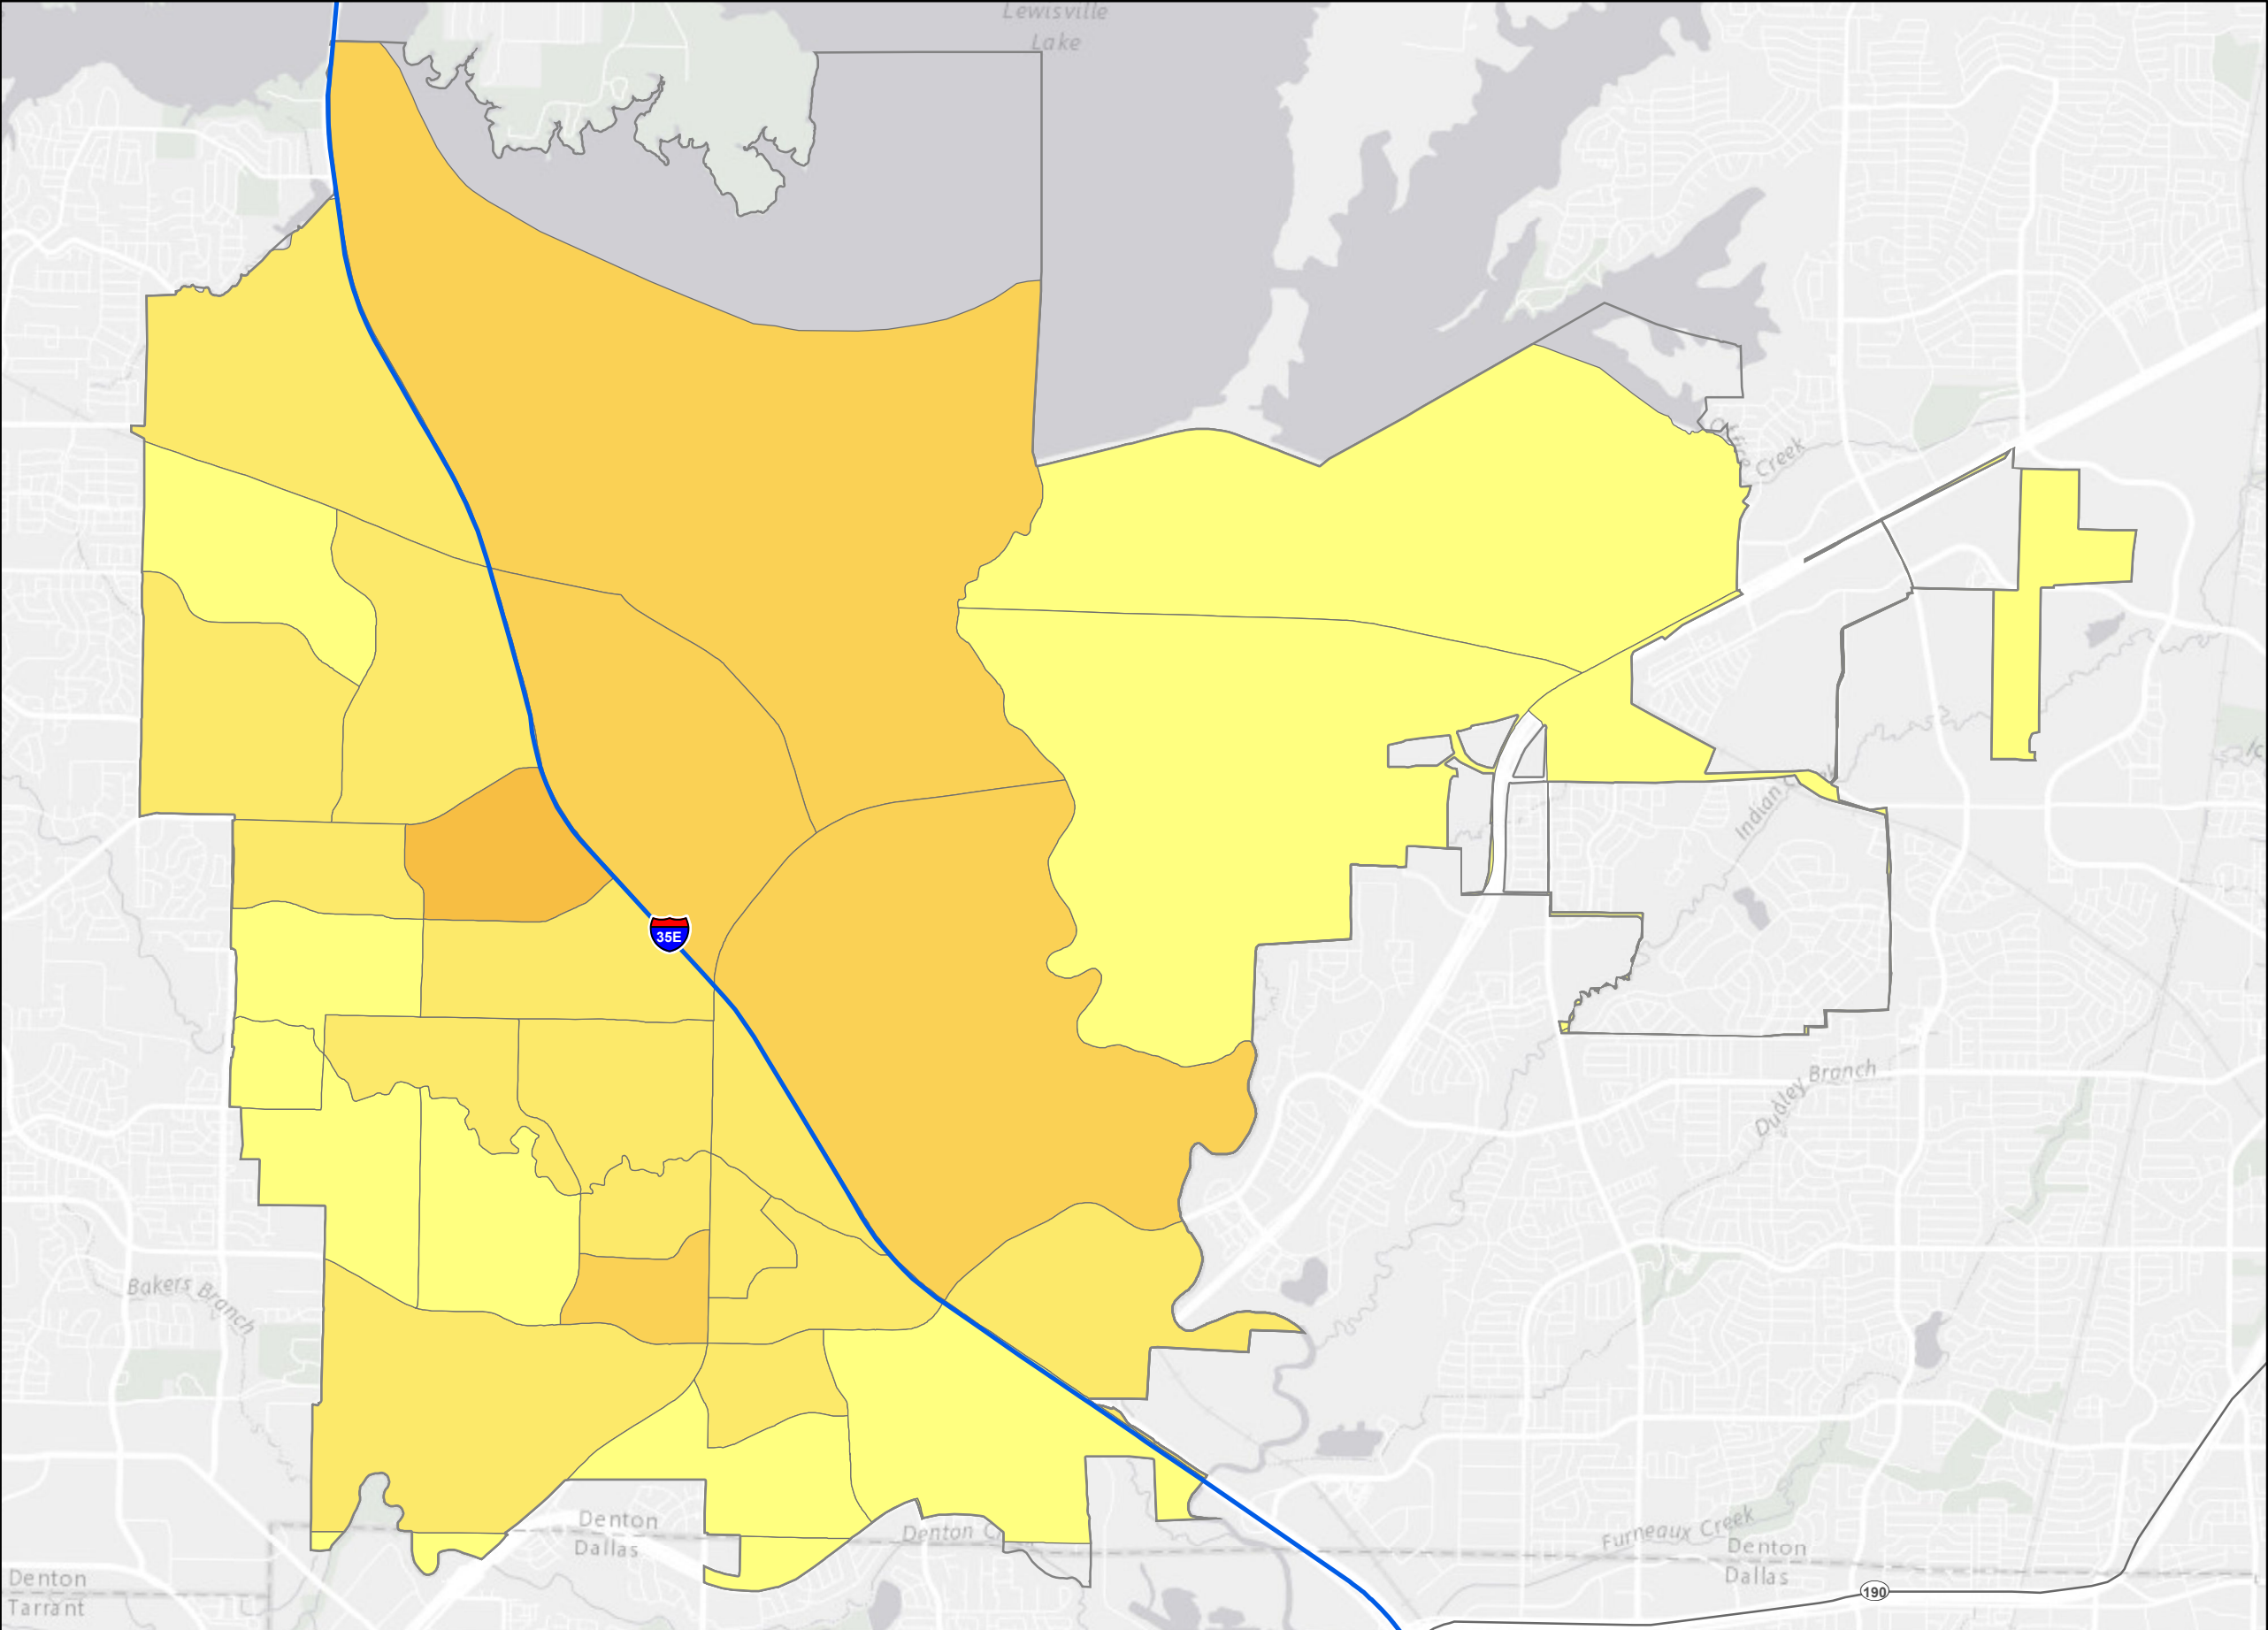 Lewisville
Lake
Office
Creek
Indian Creek
35E
Dudley Branch
Bakers Branch
Denton
Dallas
Denton
Furneaux Creek
Denton
Dallas
Denton
Tarrant
190